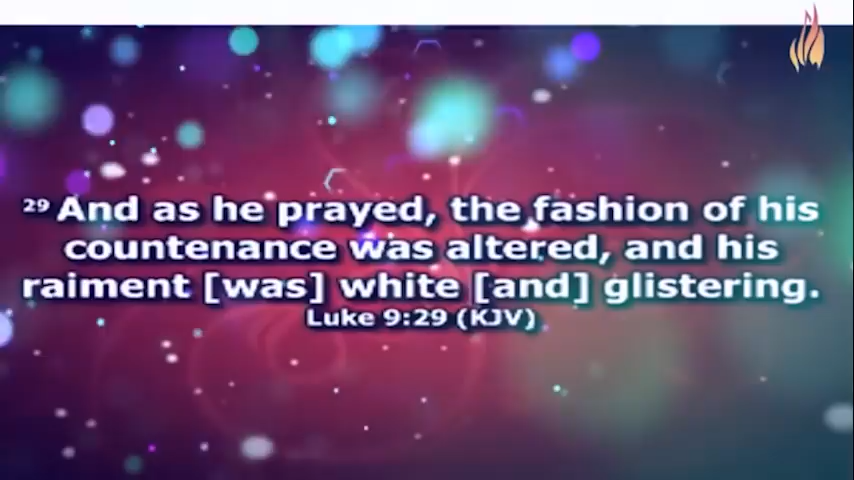 ²⁹ And as he prayed, the fashion of his
countenance was altered, and his
raiment [was] white [and] glistering.
Luke 9:29 (KJV)